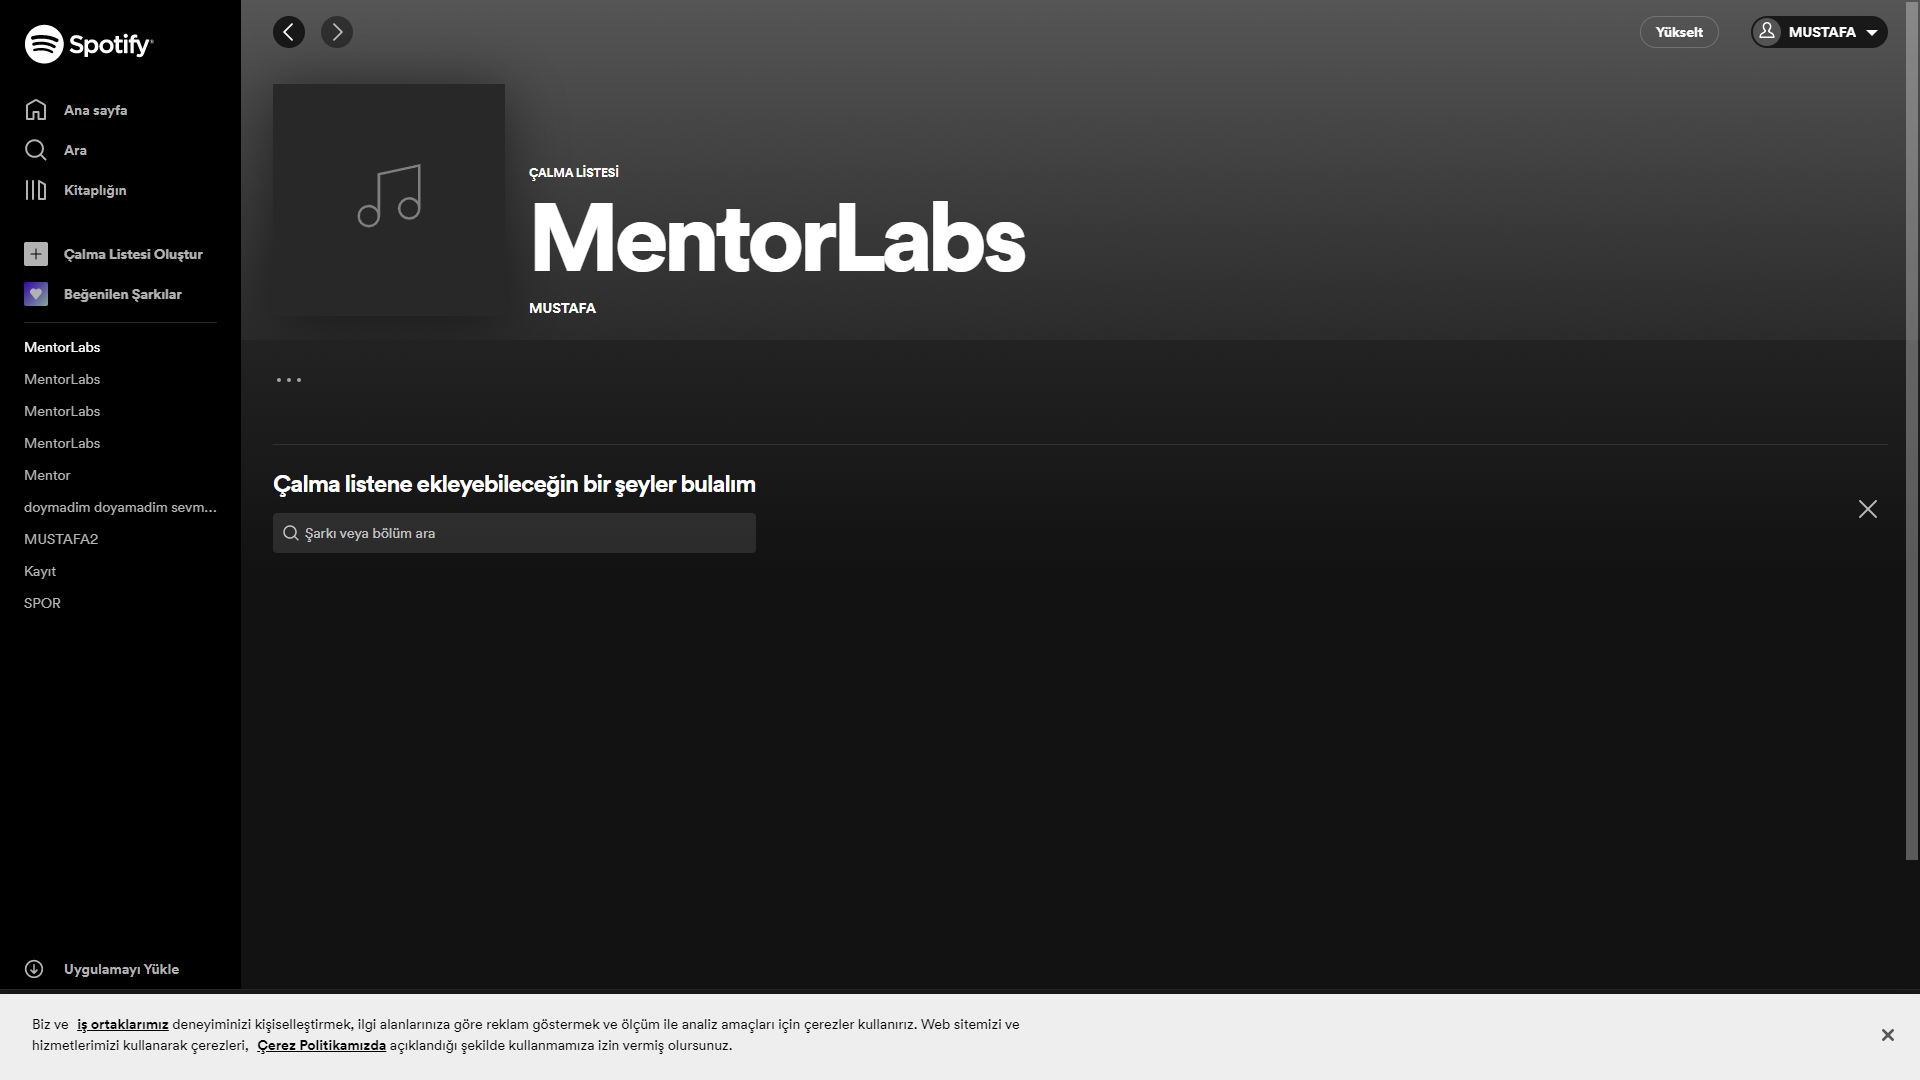 Spotify
Ana sayfa
Ara
Kitaplığın
Çalma Listesi Oluştur
Beğenilen Şarkılar
MentorLabs
MentorLabs
MentorLabs
MentorLabs
Mentor
doymadim doyamadim sevm...
MUSTAFA2
Kayıt
SPOR
Uygulamayı Yükle
Yükselt
MUSTAFA
ÇALMA LİSTESİ
MentorLabs
MUSTAFA
Çalma listene ekleyebileceğin bir şeyler bulalım
Şarkı veya bölüm ara
Biz ve iş ortaklarımız deneyiminizi kişiselleştirmek, ilgi alanlarınıza göre reklam göstermek ve ölçüm ile analiz amaçları için çerezler kullanırız. Web sitemizi ve
hizmetlerimizi kullanarak çerezleri, Çerez Politikamızda açıklandığı şekilde kullanmamıza izin vermiş olursunuz.